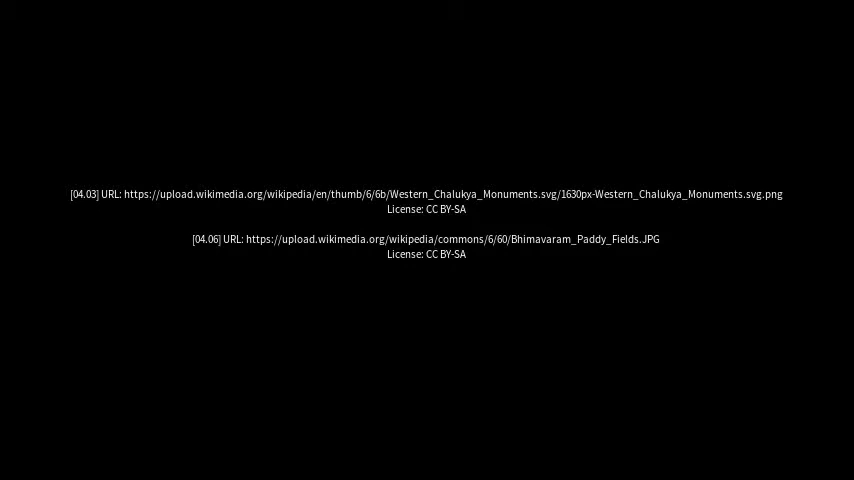 [04.03] URL: https://upload.wikimedia.org/wikipedia/en/thumb/6/6b/Western_Chalukya_Monuments.svg/1630px-Western_Chalukya_Monuments.svg.png
License: CC BY-SA
[04.06] URL: https://upload.wikimedia.org/wikipedia/commons/6/60/Bhimavaram_Paddy_Fields.JPG
License: CC BY-SA